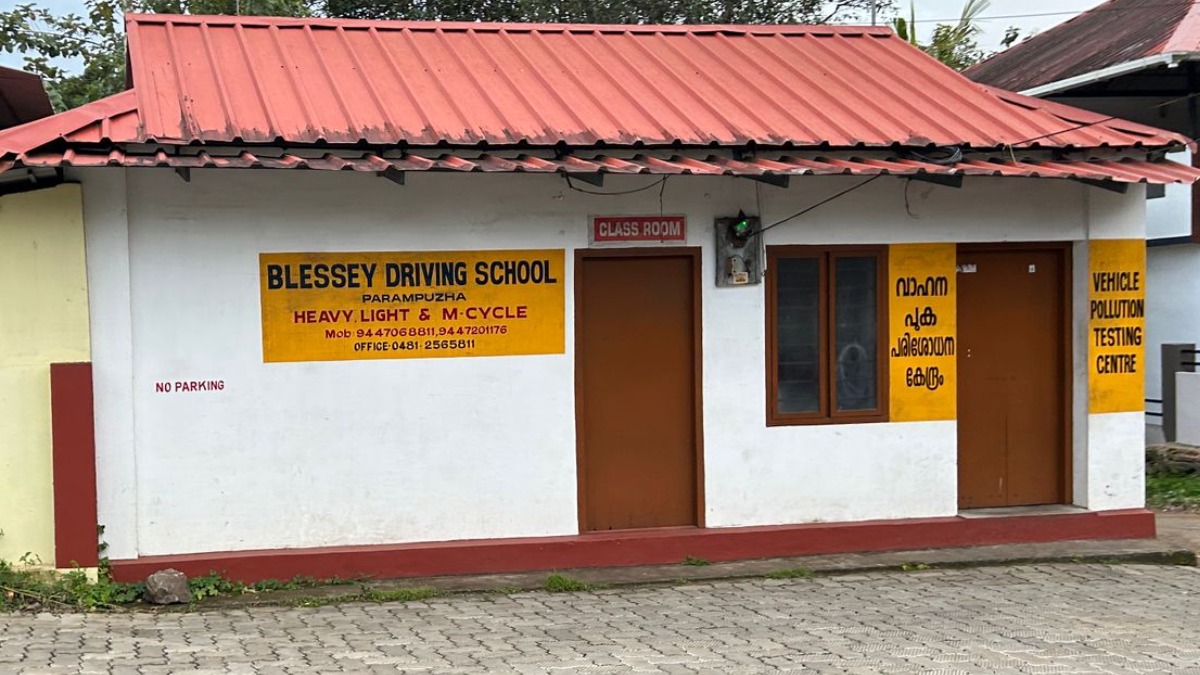 CLASS ROOM
BLESSEY DRIVING SCHOOL
PARAMPUZHA
HEAVY, LIGHT & M-CYCLE
Mob: 9447068811,9447201176
OFFICE-0481-2565811
NO PARKING
വാഹന
പുക
പരിശോധന
കേന്ദ്രം
VEHICLE
POLLUTION
TESTING
CENTRE